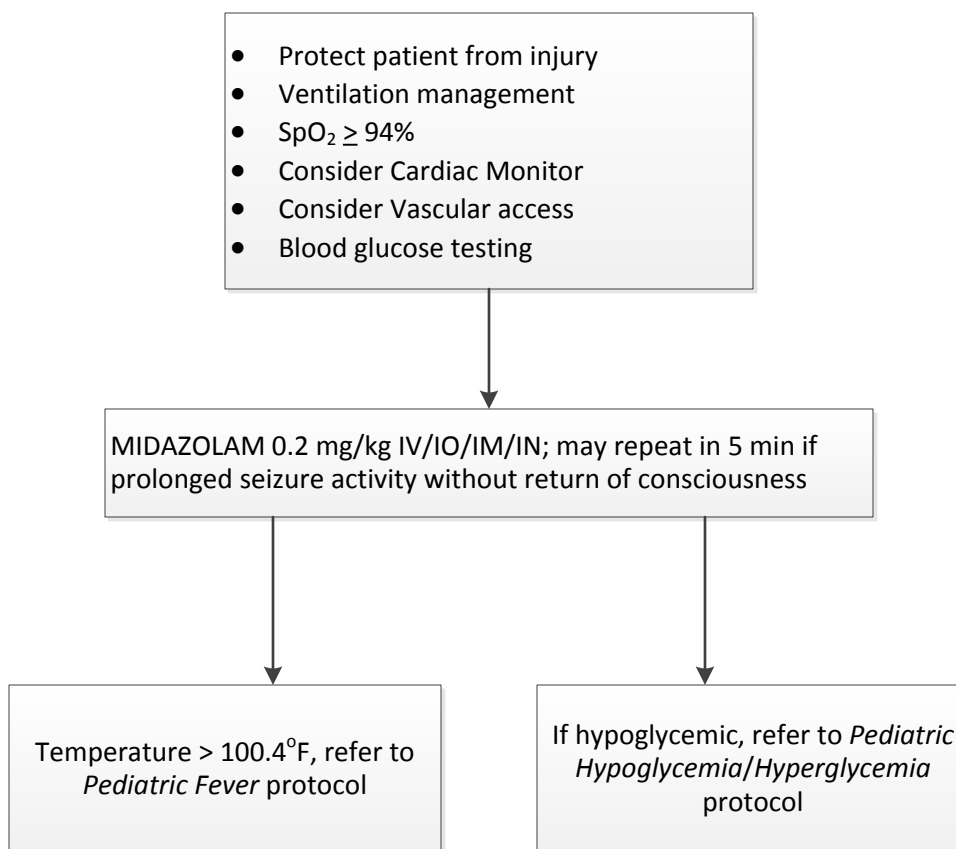 • Protect patient from injury
• Ventilation management
• SpO₂ ≥ 94%
• Consider Cardiac Monitor
• Consider Vascular access
• Blood glucose testing
MIDAZOLAM 0.2 mg/kg IV/IO/IM/IN; may repeat in 5 min if
prolonged seizure activity without return of consciousness
Temperature > 100.4°F, refer to
Pediatric Fever protocol
If hypoglycemic, refer to Pediatric
Hypoglycemia/Hyperglycemia
protocol